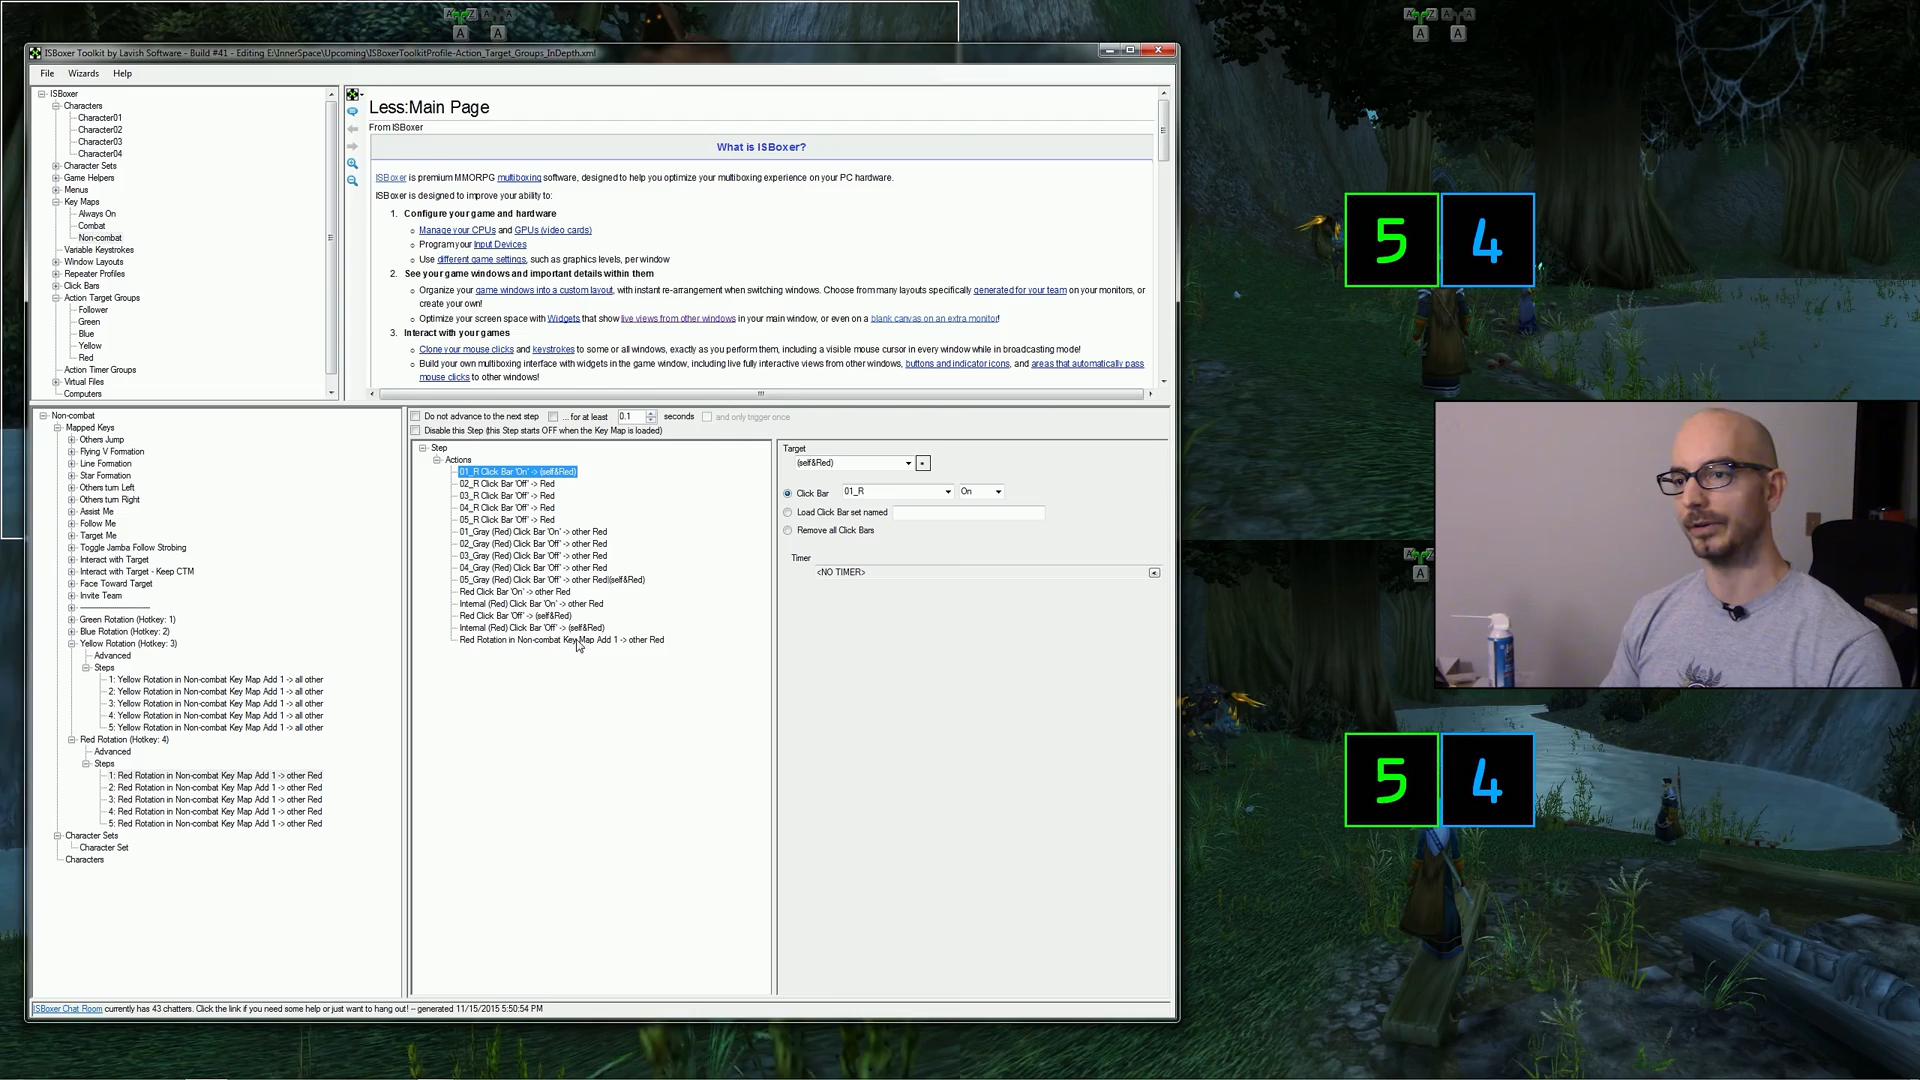 ISBoxer Toolkit by Lavish Software - Build #41 - Editing E:\InnerSpace\Upcoming\ISBoxerToolkitProfile-Action_Target_Groups_InDepth.xml
File Wizards Help
ISBoxer
Characters
Character01
Character02
Character03
Character04
Character Sets
Game Helpers
Menus
Key Maps
Always On
Combat
Non-combat
Variable Keystrokes
Window Layouts
Repeater Profiles
Click Bars
Action Target Groups
Follower
Green
Blue
Yellow
Red
Action Timer Groups
Virtual Files
Computers
Less:Main Page
From ISBoxer
What is ISBoxer?
ISBoxer is premium MMORPG multiboxing software, designed to help you optimize your multiboxing experience on your PC hardware.
ISBoxer is designed to improve your ability to:
1. Configure your game and hardware
Manage your CPUs and GPUs (video cards)
Program your Input Devices
Use different game settings, such as graphics levels, per window
2. See your game windows and important details within them
Organize your game windows into a custom layout, with instant re-arrangement when switching windows. Choose from many layouts specifically generated for your team on your monitors, or
create your own!
Optimize your screen space with Widgets that show live views from other windows in your main window, or even on a blank canvas on an extra monitor!
3. Interact with your games
Clone your mouse clicks and keystrokes to some or all windows, exactly as you perform them, including a visible mouse cursor in every window while in broadcasting mode!
Build your own multiboxing interface with widgets in the game window, including live fully interactive views from other windows, buttons and indicator icons, and areas that automatically pass
mouse clicks to other windows!
Non-combat
Mapped Keys
Others Jump
Flying V Formation
Line Formation
Star Formation
Others turn Left
Others turn Right
Assist Me
Follow Me
Target Me
Toggle Jamba Follow Strobing
Interact with Target
Interact with Target - Keep CTM
Face Toward Target
Invite Team
--------------------
Green Rotation (Hotkey: 1)
Blue Rotation (Hotkey: 2)
Yellow Rotation (Hotkey: 3)
Advanced
Steps
1: Yellow Rotation in Non-combat Key Map Add 1 -> all other
2: Yellow Rotation in Non-combat Key Map Add 1 -> all other
3: Yellow Rotation in Non-combat Key Map Add 1 -> all other
4: Yellow Rotation in Non-combat Key Map Add 1 -> all other
5: Yellow Rotation in Non-combat Key Map Add 1 -> all other
Red Rotation (Hotkey: 4)
Advanced
Steps
1: Red Rotation in Non-combat Key Map Add 1 -> other Red
2: Red Rotation in Non-combat Key Map Add 1 -> other Red
3: Red Rotation in Non-combat Key Map Add 1 -> other Red
4: Red Rotation in Non-combat Key Map Add 1 -> other Red
5: Red Rotation in Non-combat Key Map Add 1 -> other Red
Character Sets
Character Set
Characters
Do not advance to the next step ... for at least 0.1 seconds and only trigger once
Disable this Step (this Step starts OFF when the Key Map is loaded)
Step
Actions
01_R Click Bar 'On' -> (self&Red)
02_R Click Bar 'Off' -> Red
03_R Click Bar 'Off' -> Red
04_R Click Bar 'Off' -> Red
05_R Click Bar 'Off' -> Red
01_Gray (Red) Click Bar 'On' -> other Red
02_Gray (Red) Click Bar 'Off' -> other Red
03_Gray (Red) Click Bar 'Off' -> other Red
04_Gray (Red) Click Bar 'Off' -> other Red
05_Gray (Red) Click Bar 'Off' -> other Red|(self&Red)
Red Click Bar 'On' -> other Red
Internal (Red) Click Bar 'On' -> other Red
Red Click Bar 'Off' -> (self&Red)
Internal (Red) Click Bar 'Off' -> (self&Red)
Red Rotation in Non-combat Key Map Add 1 -> other Red
Target
(self&Red)
Click Bar 01_R On
Load Click Bar set named
Remove all Click Bars
Timer
<NO TIMER>
ISBoxer Chat Room currently has 43 chatters. Click the link if you need some help or just want to hang out! -- generated 11/15/2015 5:50:54 PM
5 4
5 4